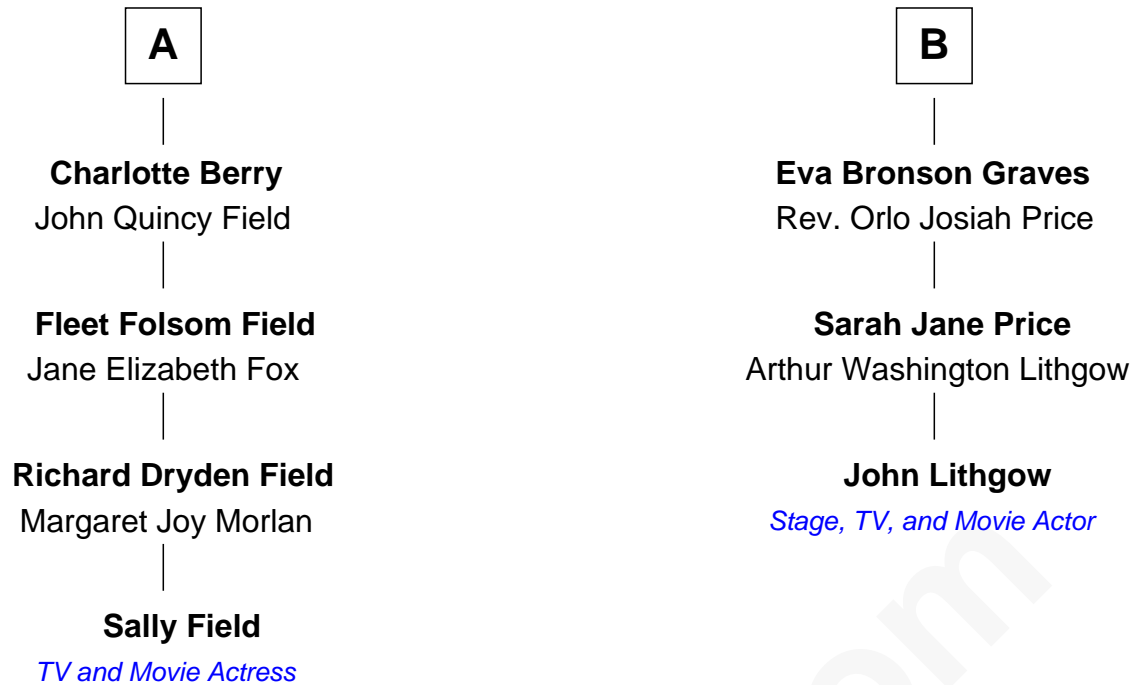 A
Charlotte Berry
John Quincy Field
Fleet Folsom Field
Jane Elizabeth Fox
Richard Dryden Field
Margaret Joy Morlan
Sally Field
TV and Movie Actress
B
Eva Bronson Graves
Rev. Orlo Josiah Price
Sarah Jane Price
Arthur Washington Lithgow
John Lithgow
Stage, TV, and Movie Actor
om